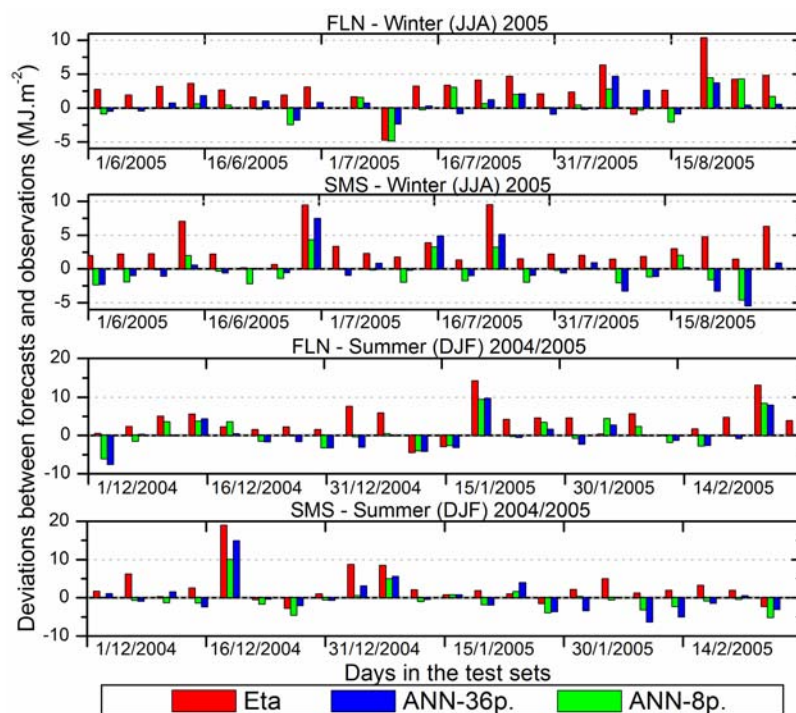 FLN - Winter (JJA) 2005
10
5
0
-5
1/6/2005 16/6/2005 1/7/2005 16/7/2005 31/7/2005 15/8/2005
SMS - Winter (JJA) 2005
10
5
0
-5
1/6/2005 16/6/2005 1/7/2005 16/7/2005 31/7/2005 15/8/2005
FLN - Summer (DJF) 2004/2005
20
10
0
-10
1/12/2004 16/12/2004 31/12/2004 15/1/2005 30/1/2005 14/2/2005
SMS - Summer (DJF) 2004/2005
20
10
0
-10
1/12/2004 16/12/2004 31/12/2004 15/1/2005 30/1/2005 14/2/2005
Deviations between forecasts and observations (MJ.m⁻²)
Days in the test sets
Eta ANN-36p. ANN-8p.